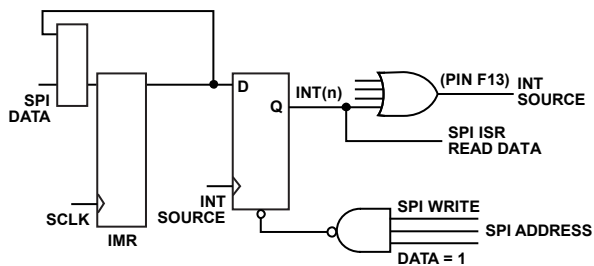 SPI
DATA
SCLK
IMR
D
Q
INT
SOURCE
INT(n)
(PIN F13)
INT
SOURCE
SPI ISR
READ DATA
SPI WRITE
SPI ADDRESS
DATA = 1